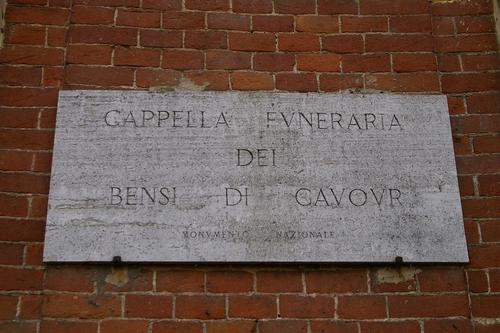 CAPPELLA FVNERARIA
DEI
BENSI DI CAVOVR
MONVMENTO NAZIONALE